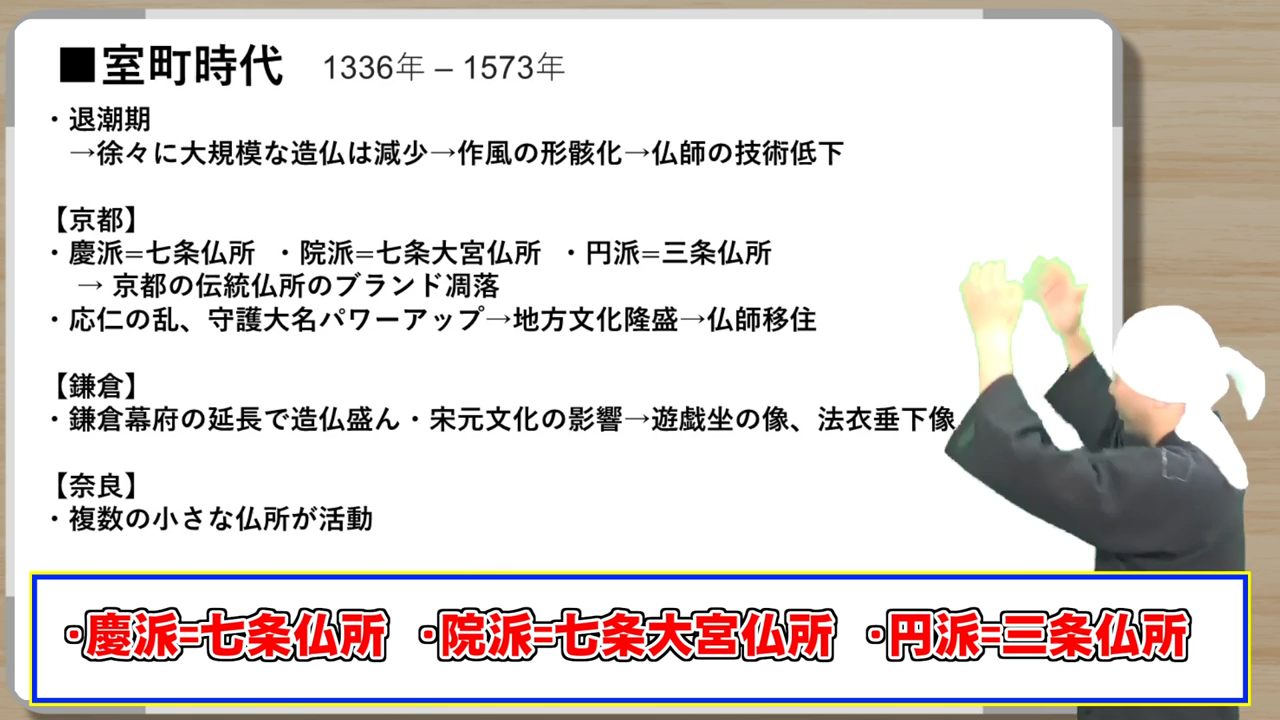 ■室町時代 1336年 – 1573年
・退潮期
→徐々に大規模な造仏は減少→作風の形骸化→仏師の技術低下
【京都】
・慶派=七条仏所 ・院派=七条大宮仏所 ・円派=三条仏所
→ 京都の伝統仏所のブランド凋落
・応仁の乱、守護大名パワーアップ→地方文化隆盛→仏師移住
【鎌倉】
・鎌倉幕府の延長で造仏盛ん・宋元文化の影響→遊戯坐の像、法衣垂下像
【奈良】
・複数の小さな仏所が活動
・慶派=七条仏所 ・院派=七条大宮仏所 ・円派=三条仏所